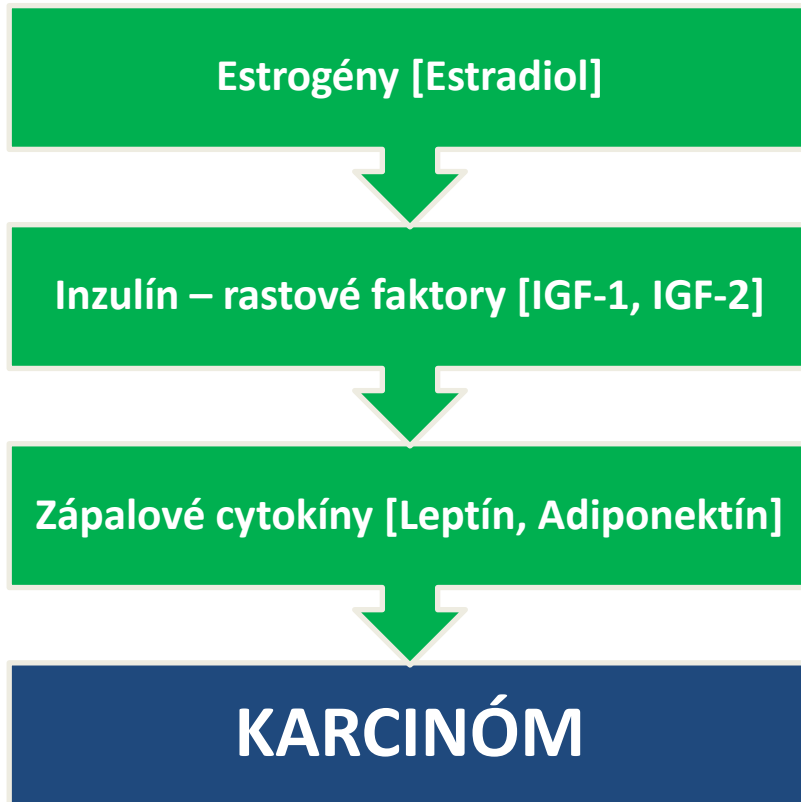 Estrogény [Estradiol]
Inzulín – rastové faktory [IGF-1, IGF-2]
Zápalové cytokíny [Leptín, Adiponektín]
KARCINÓM